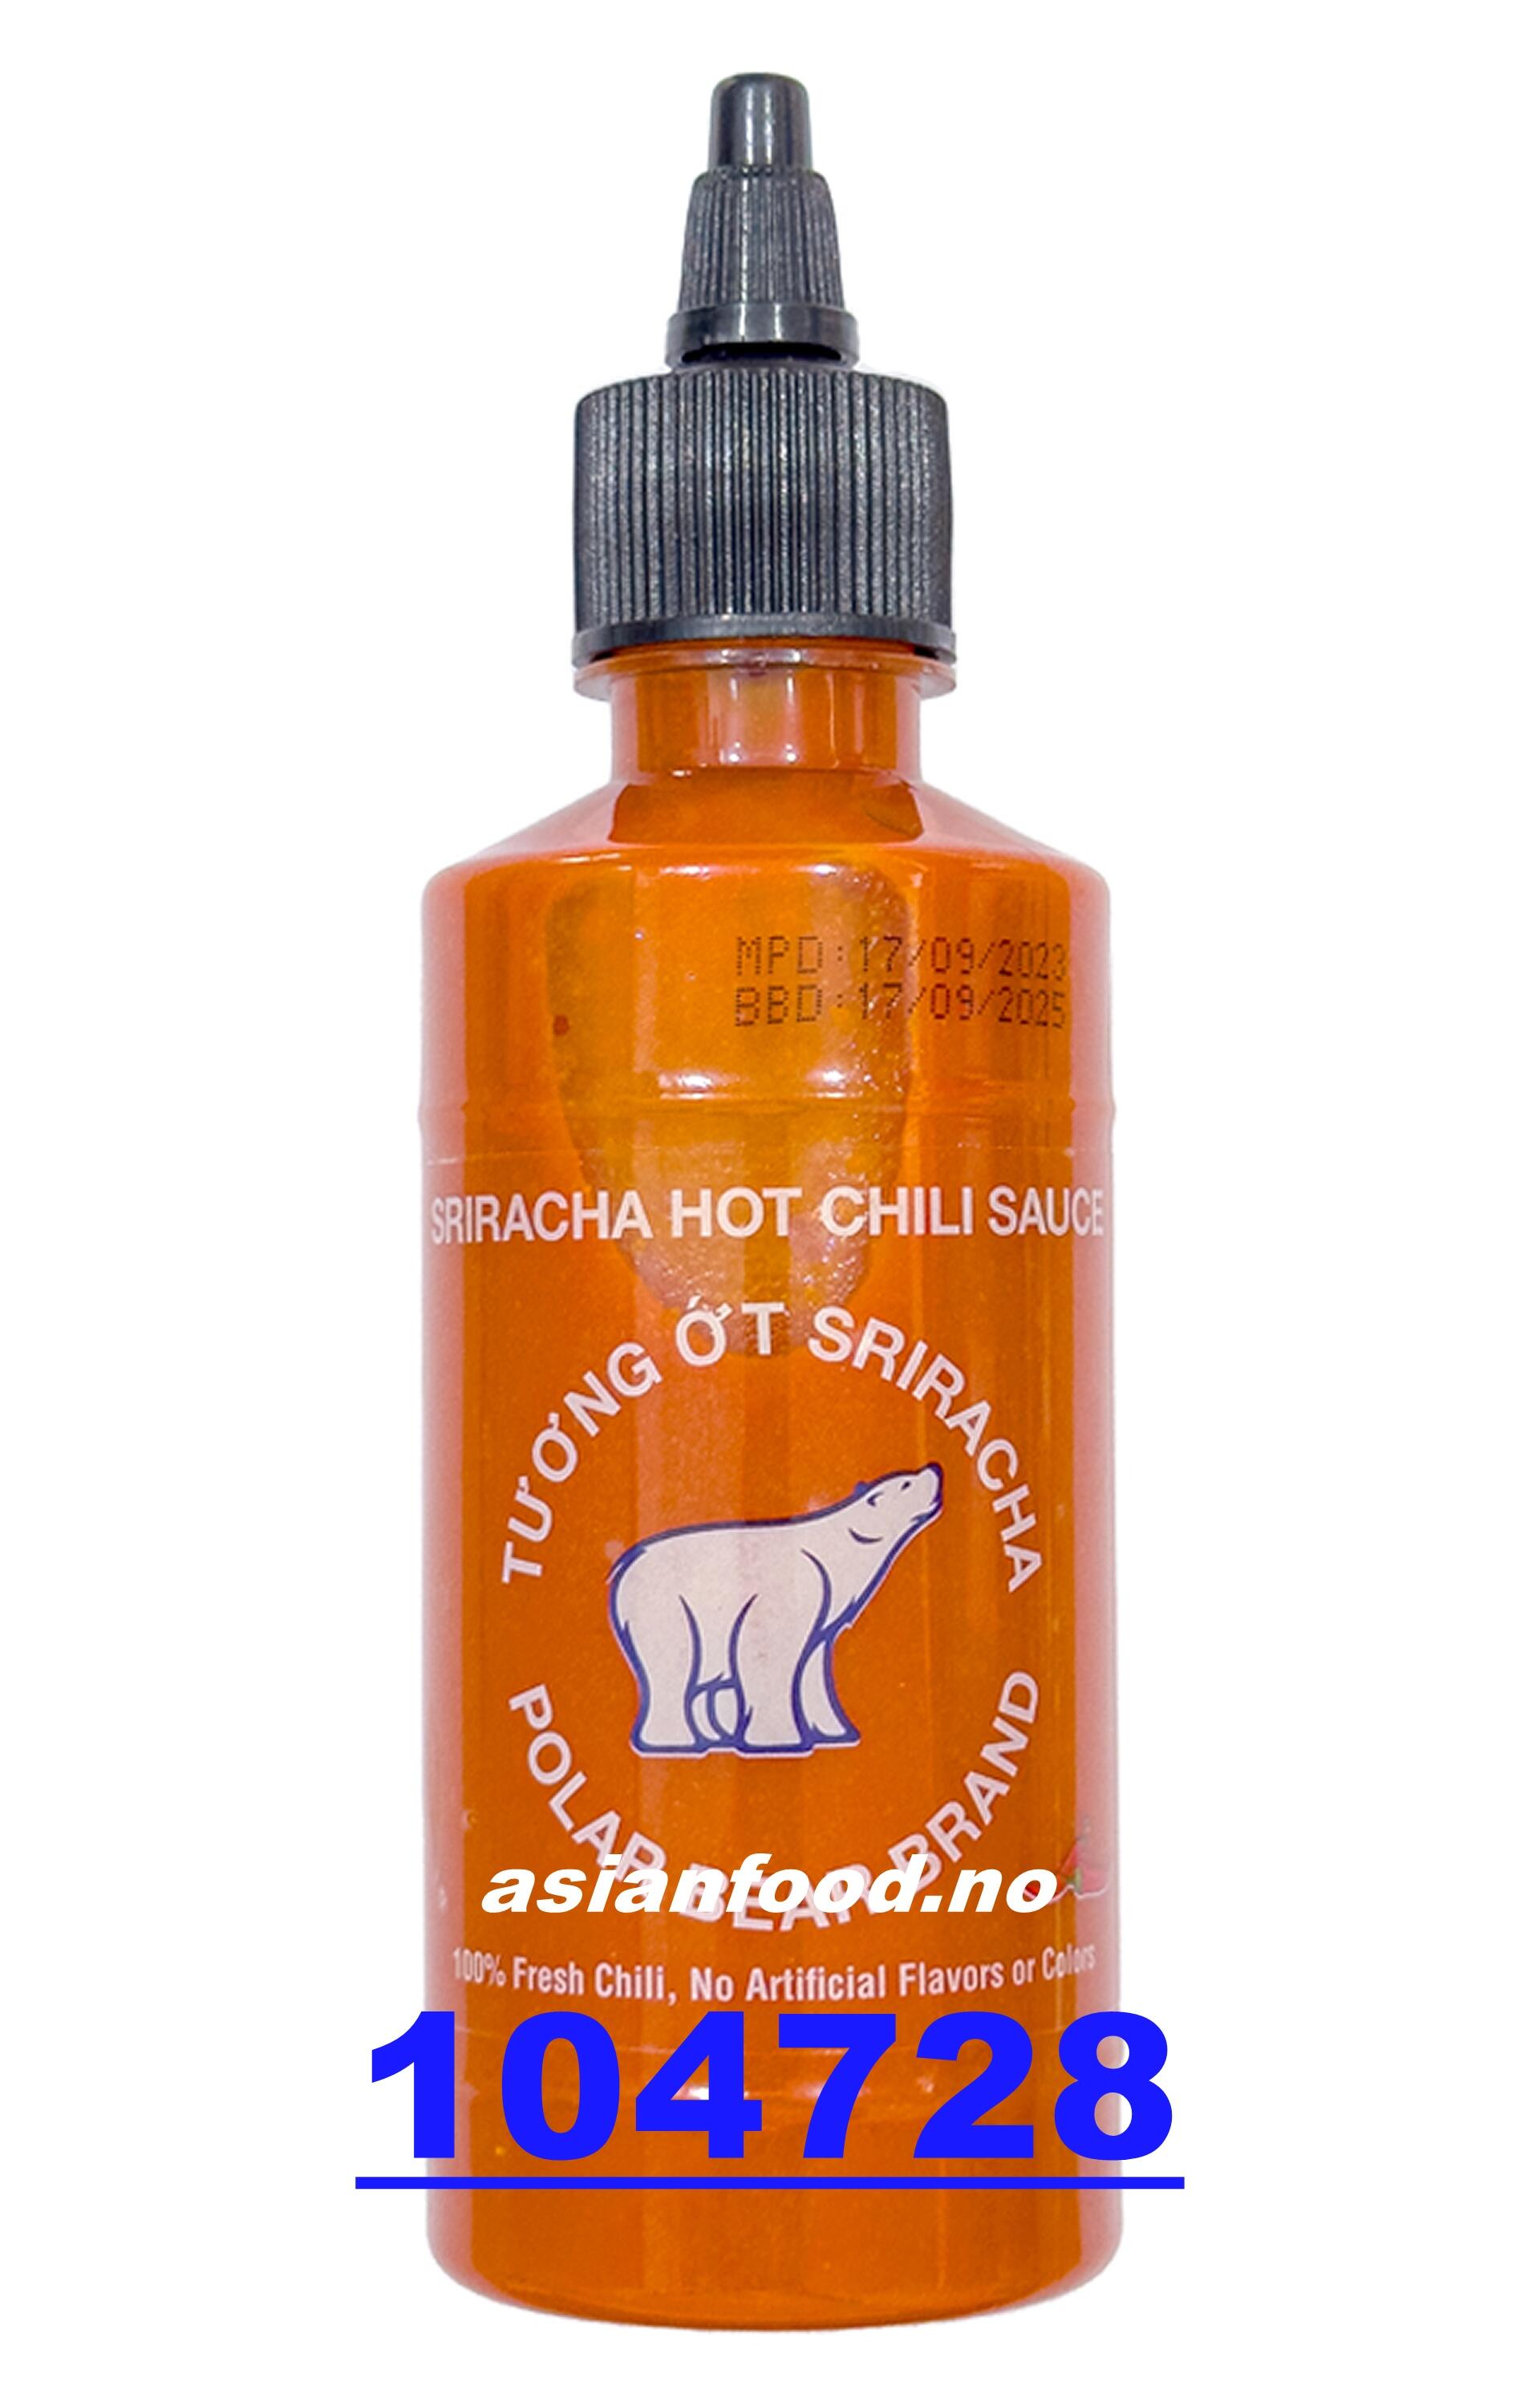 MPD:17/09/2023
BBD:17/09/2025
SRIRACHA HOT CHILI SAUCE
TƯƠNG ỚT SRIRACHA
POLAR BEAR BRAND
asianfood.no
100% Fresh Chili, No Artificial Flavors or Colors
104728